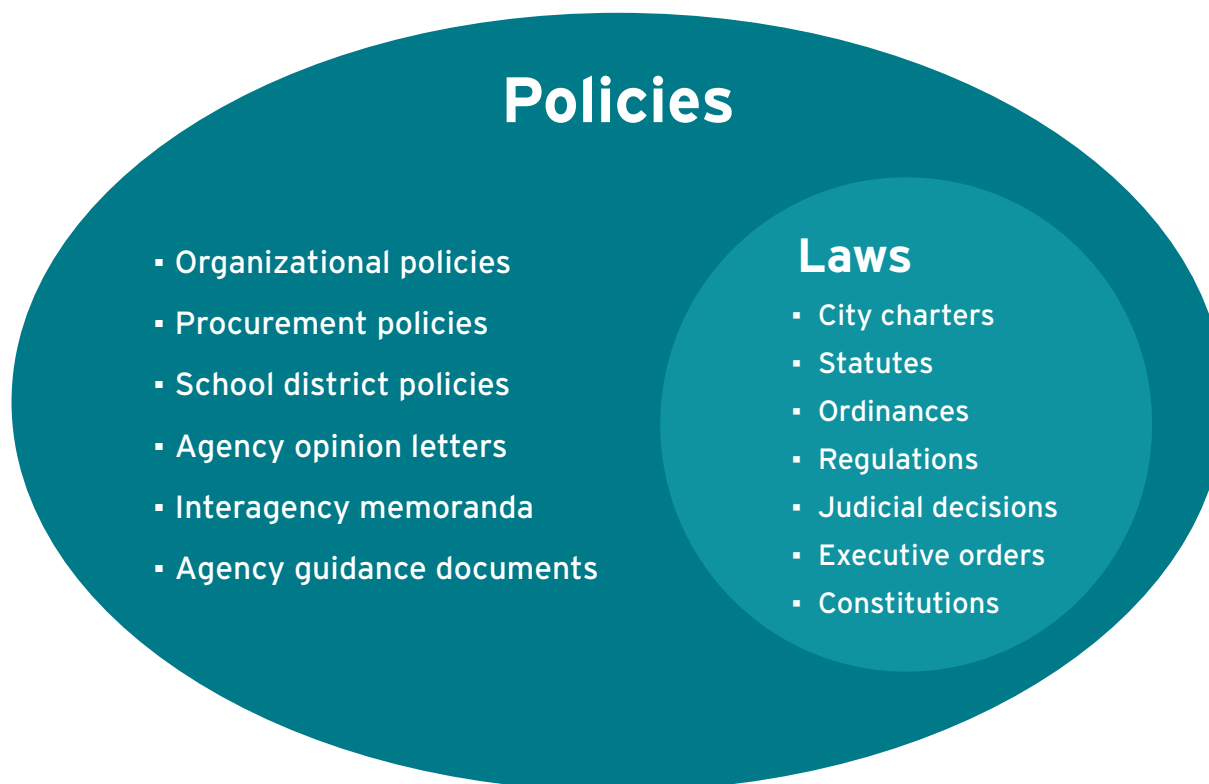 Policies
▪ Organizational policies
▪ Procurement policies
▪ School district policies
▪ Agency opinion letters
▪ Interagency memoranda
▪ Agency guidance documents
Laws
▪ City charters
▪ Statutes
▪ Ordinances
▪ Regulations
▪ Judicial decisions
▪ Executive orders
▪ Constitutions